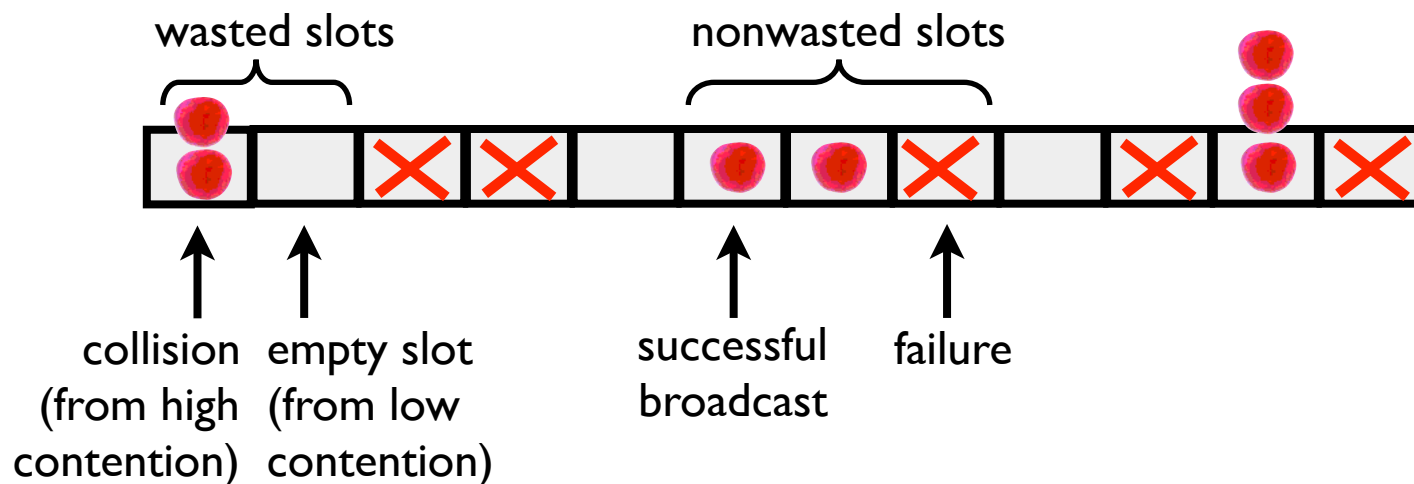 wasted slots
nonwasted slots
collision
(from high
contention)
empty slot
(from low
contention)
successful
broadcast
failure